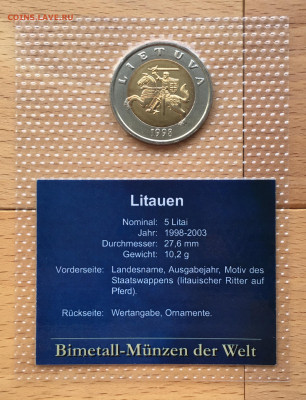 COINS.LAVE.RU
LIETUVA
1998
Litauen
Nominal: 5 Litai
Jahr: 1998-2003
Durchmesser: 27,6 mm
Gewicht: 10,2 g
Vorderseite: Landesname, Ausgabejahr, Motiv des
Staatswappens (litauischer Ritter auf
Pferd).
Rückseite: Wertangabe, Ornamente.
Bimetall-Münzen der Welt